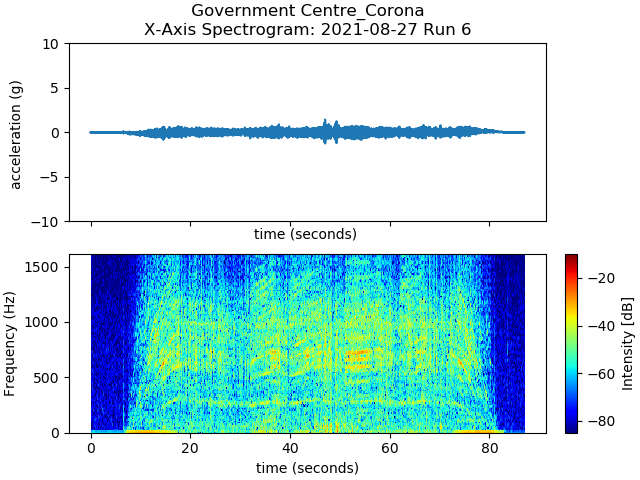 Government Centre_Corona
X-Axis Spectrogram: 2021-08-27 Run 6
10
5
0
−5
−10
acceleration (g)
time (seconds)
1500
1000
500
0
Frequency (Hz)
0 20 40 60 80
time (seconds)
−20
−40
−60
−80
Intensity [dB]